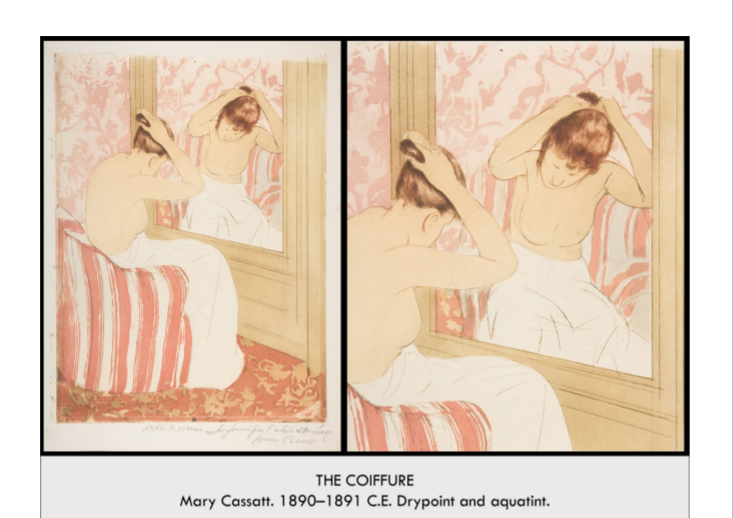 THE COIFFURE
Mary Cassatt. 1890–1891 C.E. Drypoint and aquatint.